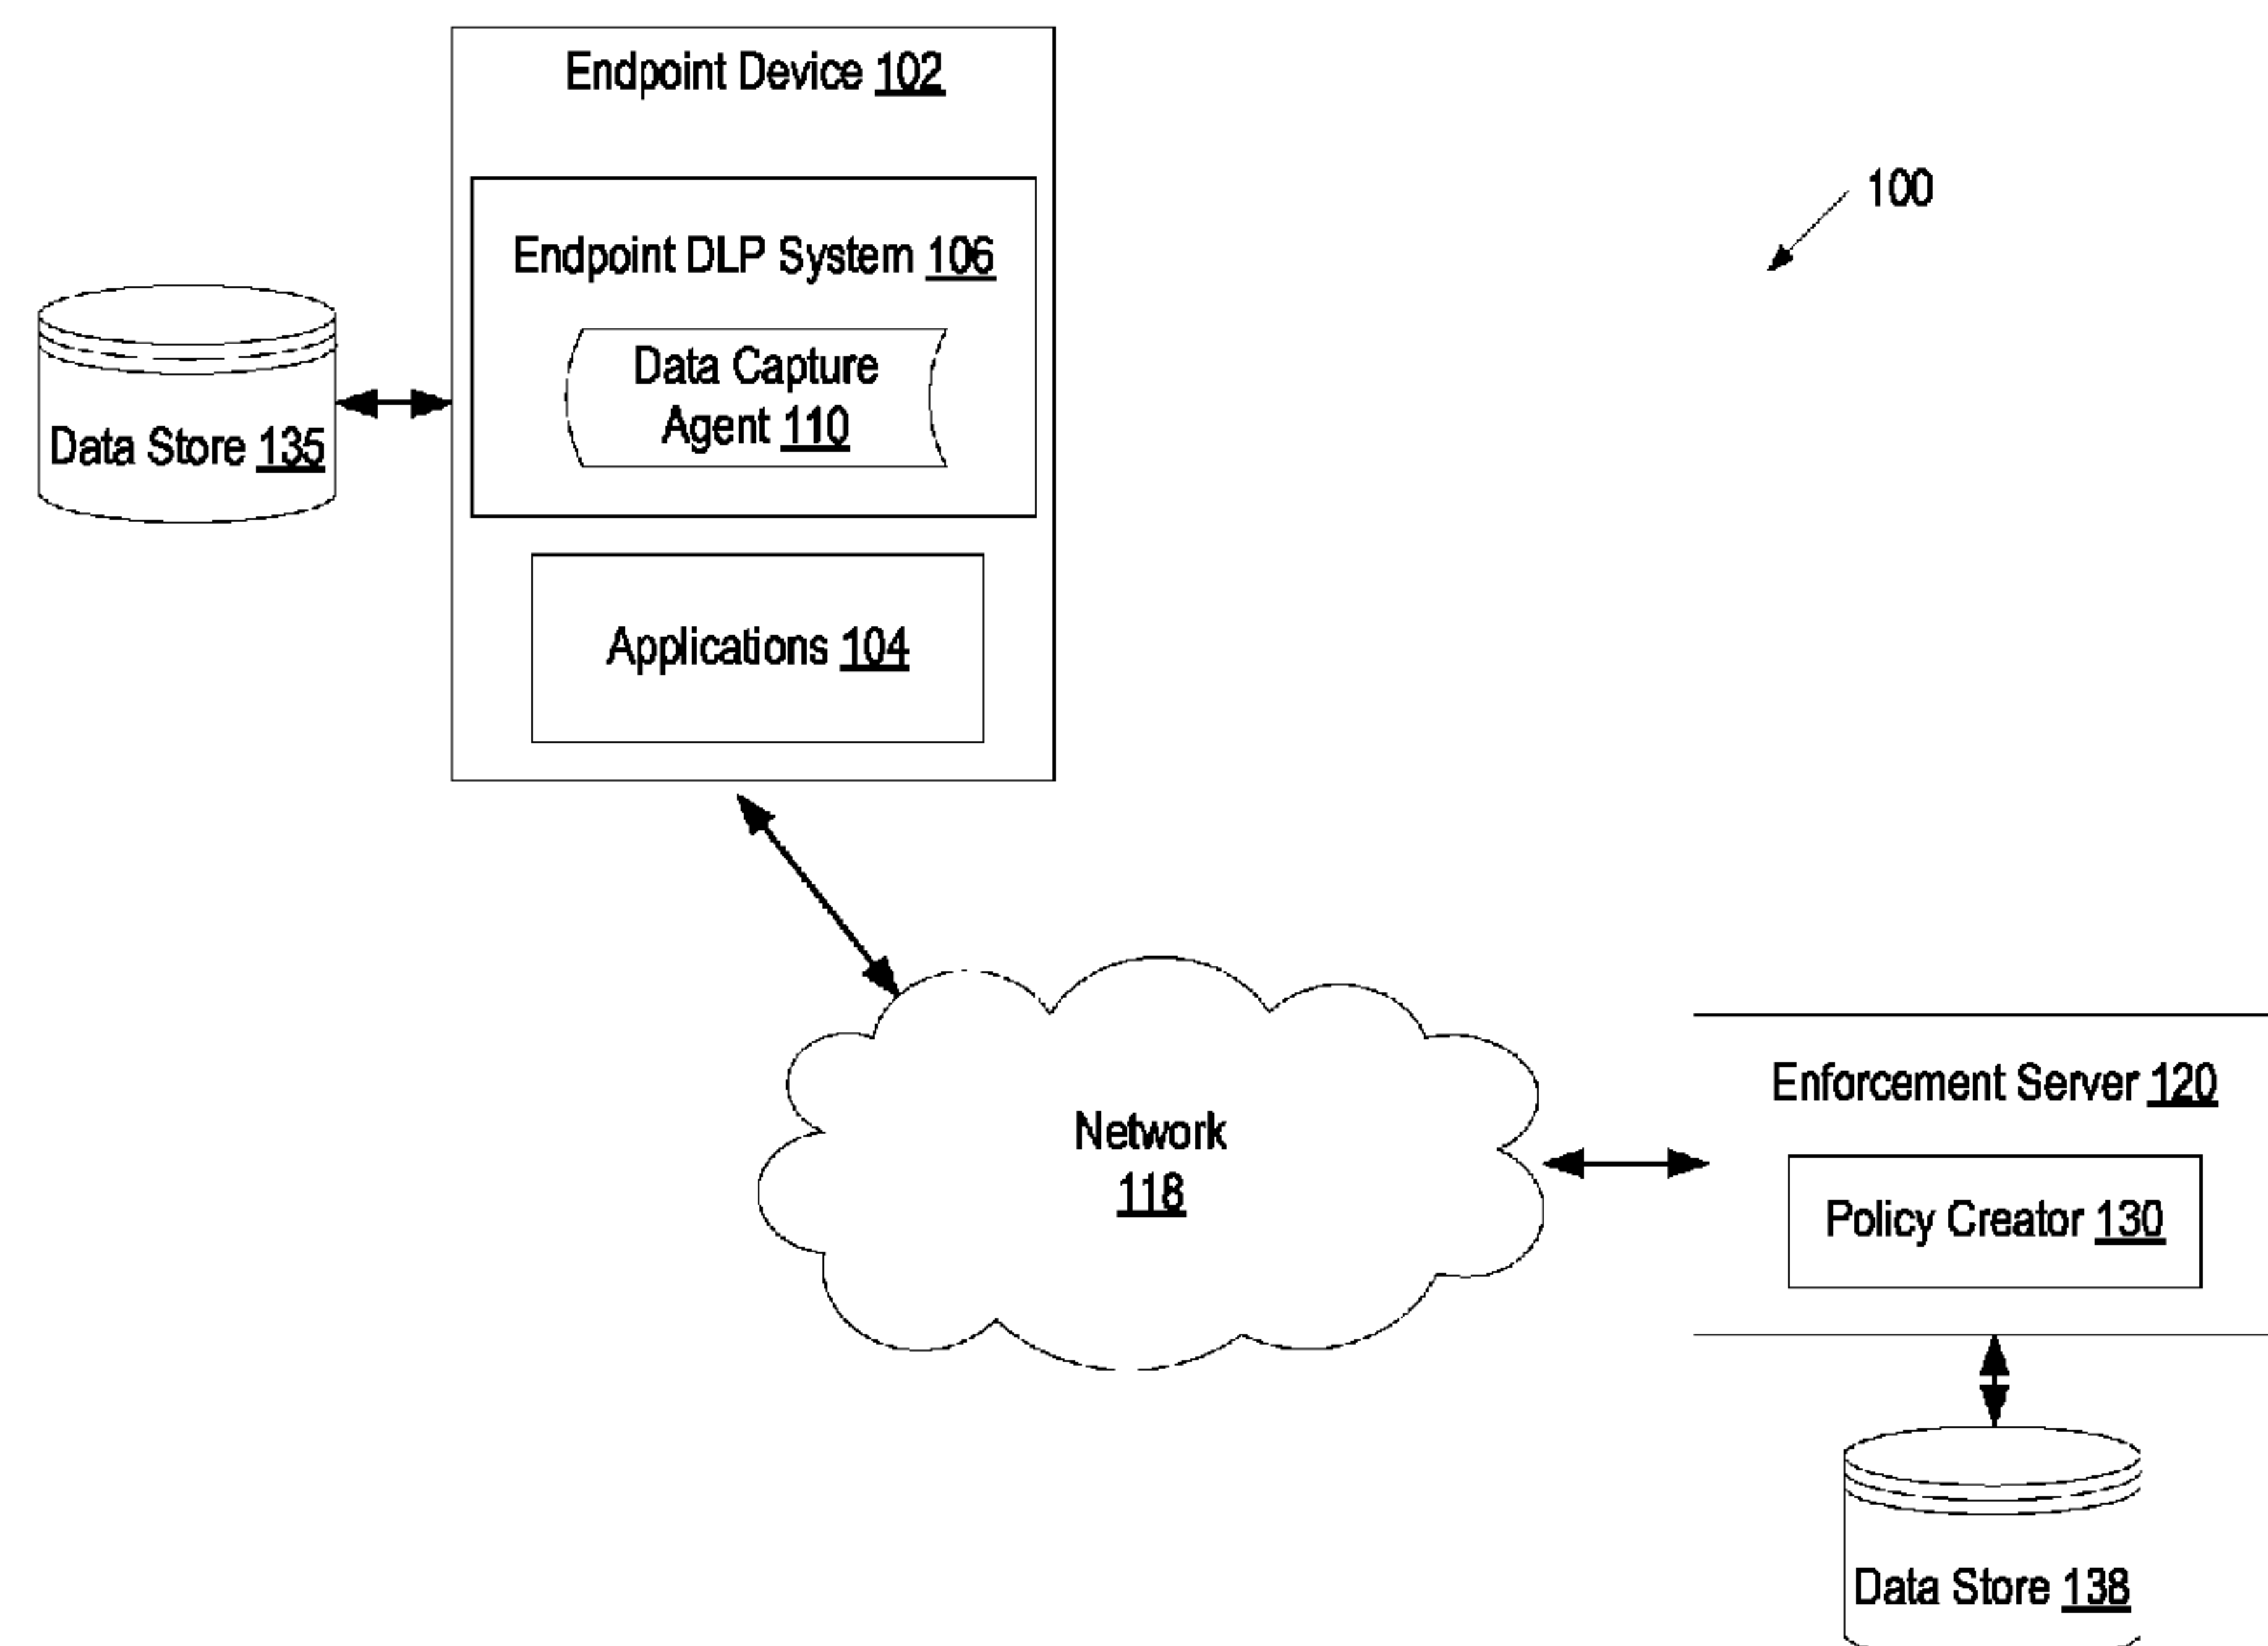 Endpoint Device 102
100
Endpoint DLP System 106
Data Capture
Agent 110
Data Store 135
Applications 104
Network
118
Enforcement Server 120
Policy Creator 130
Data Store 138